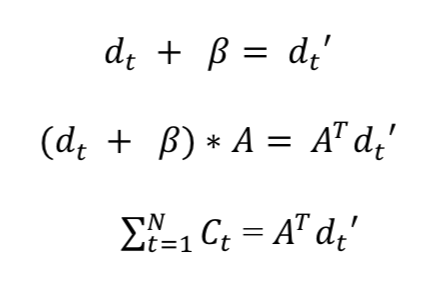 d_t + β = d_t′
(d_t + β) * A = A^T d_t′
∑_{t=1}^{N} C_t = A^T d_t′